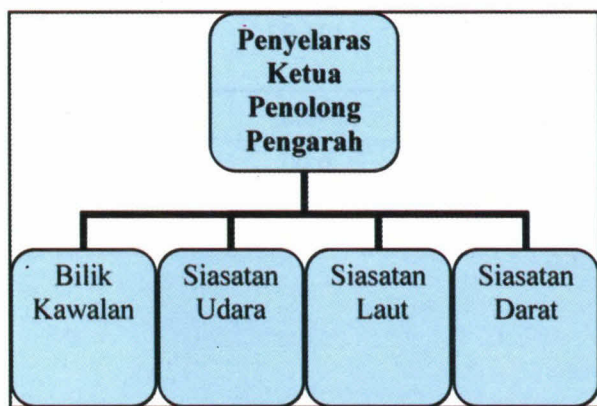 Penyelaras
Ketua
Penolong
Pengarah
Bilik
Kawalan
Siasatan
Udara
Siasatan
Laut
Siasatan
Darat